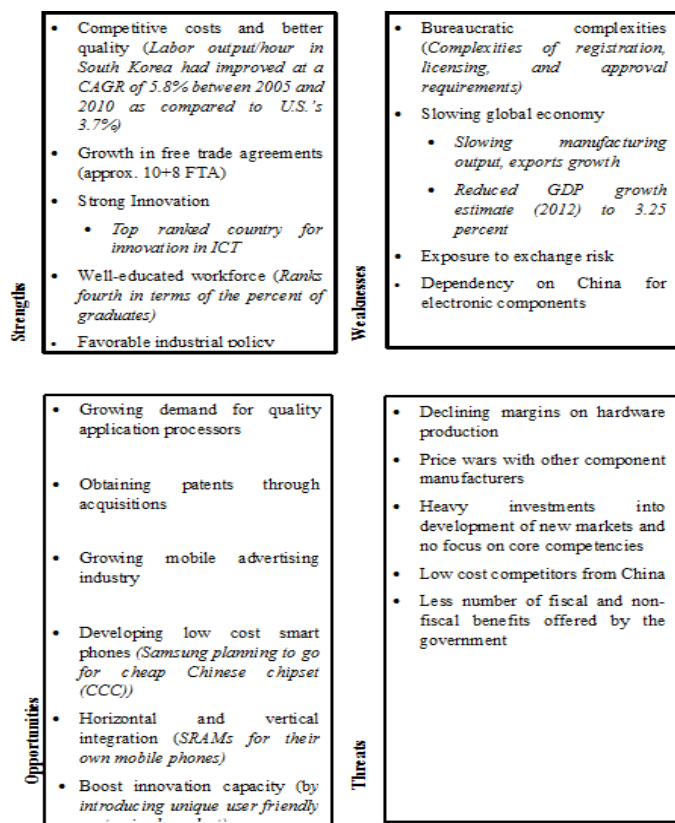 • Competitive costs and better
quality (Labor output/hour in
South Korea had improved at a
CAGR of 5.8% between 2005 and
2010 as compared to U.S.'s
3.7%)
• Growth in free trade agreements
(approx. 10+8 FTA)
• Strong Innovation
• Top ranked country for
innovation in ICT
• Well-educated workforce (Ranks
fourth in terms of the percent of
graduates)
• Favorable industrial policy
Strengths
• Bureaucratic complexities
(Complexities of registration,
licensing, and approval
requirements)
• Slowing global economy
• Slowing manufacturing
output, exports growth
• Reduced GDP growth
estimate (2012) to 3.25
percent
• Exposure to exchange risk
• Dependency on China for
electronic components
Weaknesses
• Growing demand for quality
application processors
• Obtaining patents through
acquisitions
• Growing mobile advertising
industry
• Developing low cost smart
phones (Samsung planning to go
for cheap Chinese chipset
(CCC))
• Horizontal and vertical
integration (SRAMs for their
own mobile phones)
• Boost innovation capacity (by
introducing unique user friendly
Opportunities
• Declining margins on hardware
production
• Price wars with other component
manufacturers
• Heavy investments into
development of new markets and
no focus on core competencies
• Low cost competitors from China
• Less number of fiscal and non-
fiscal benefits offered by the
government
Threats